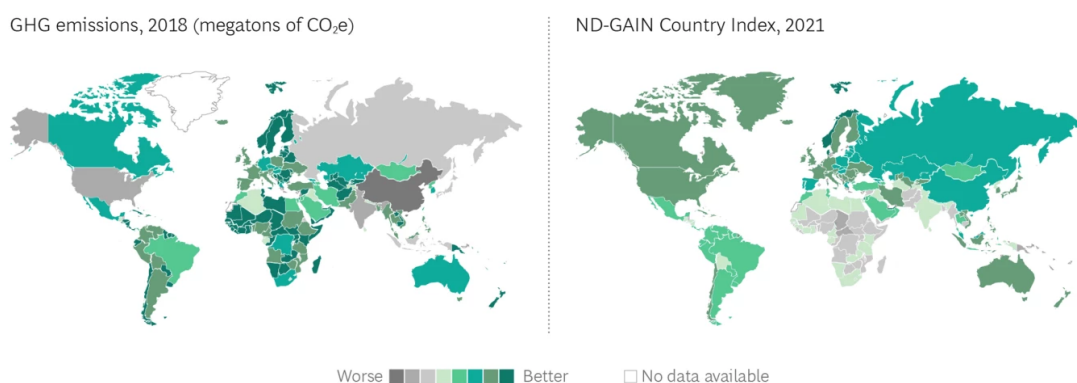 GHG emissions, 2018 (megatons of CO₂e)
ND-GAIN Country Index, 2021
Worse Better No data available